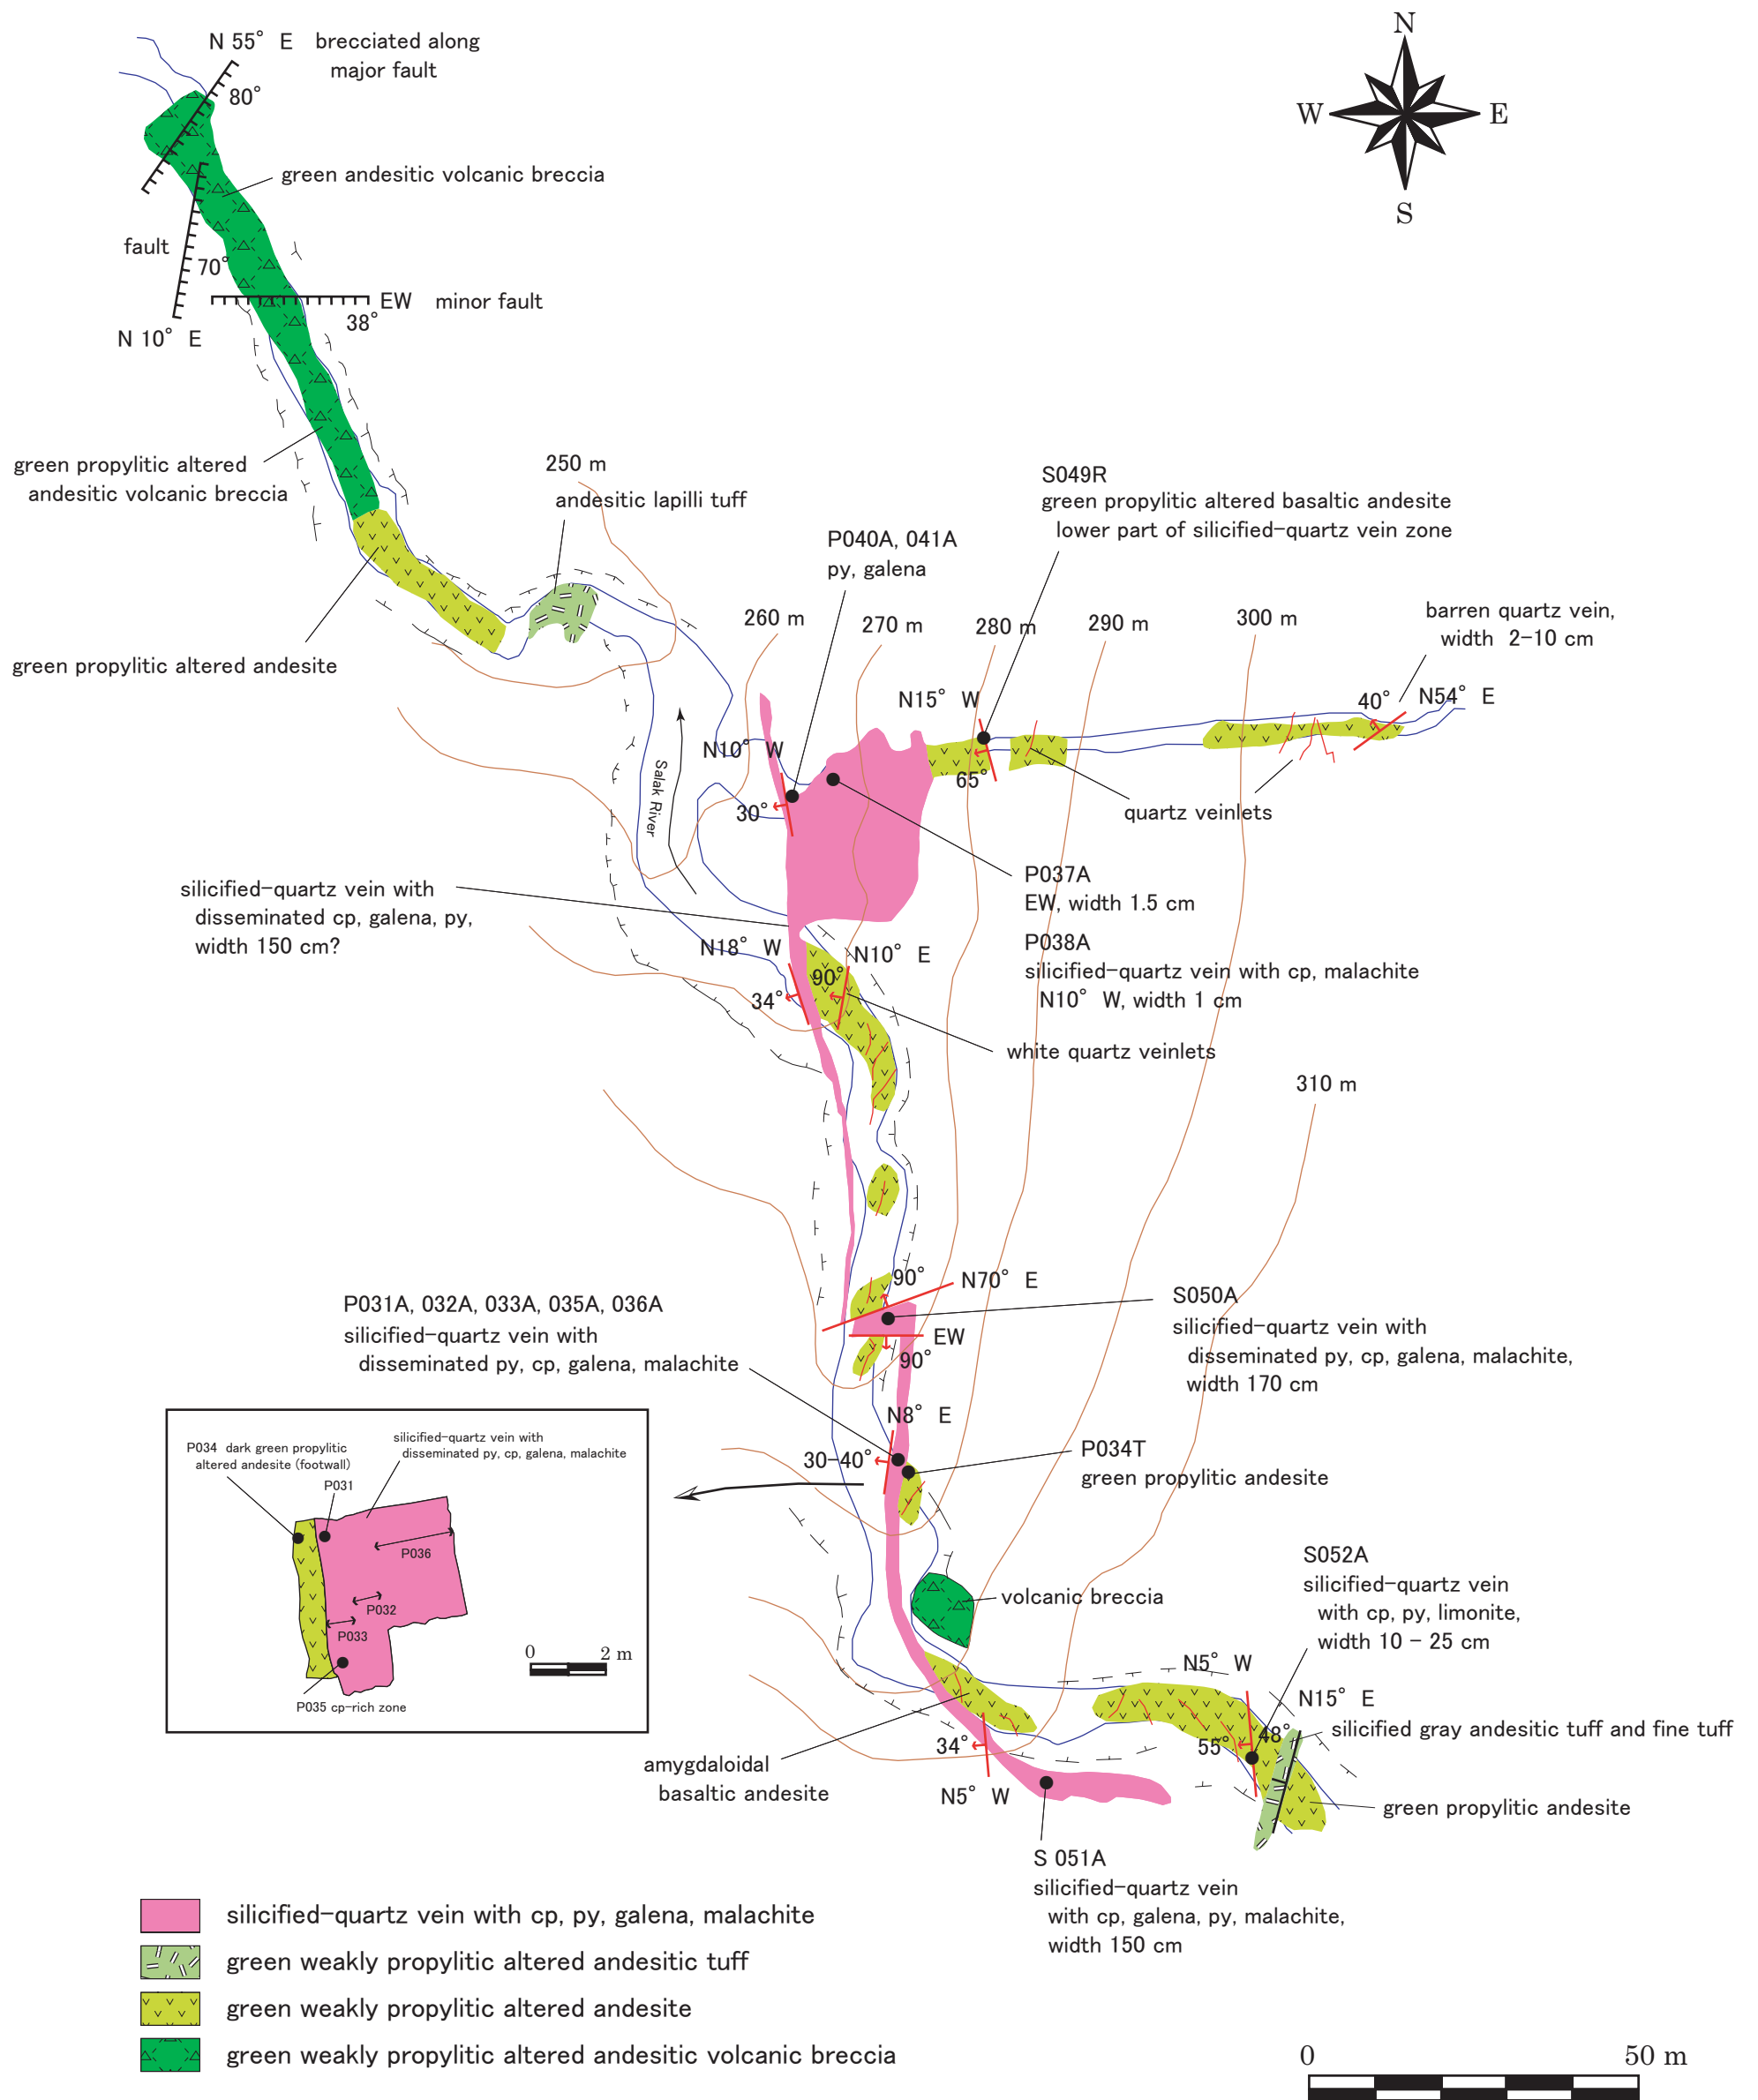 N 55° E brecciated along
major fault
80°
N
W
E
S
green andesitic volcanic breccia
fault
70°
EW minor fault
38°
N 10° E
green propylitic altered
andesitic volcanic breccia
250 m
andesitic lapilli tuff
S049R
green propylitic altered basaltic andesite
lower part of silicified-quartz vein zone
P040A, 041A
py, galena
260 m
270 m
280 m
290 m
300 m
barren quartz vein,
width 2-10 cm
green propylitic altered andesite
N15° W
40°
N54° E
N10° W
65°
30°
Salak River
quartz veinlets
P037A
EW, width 1.5 cm
silicified-quartz vein with
disseminated cp, galena, py,
width 150 cm?
P038A
silicified-quartz vein with cp, malachite
N10° W, width 1 cm
N18° W
N10° E
90°
34°
white quartz veinlets
310 m
90°
N70° E
P031A, 032A, 033A, 035A, 036A
silicified-quartz vein with
disseminated py, cp, galena, malachite
S050A
silicified-quartz vein with
disseminated py, cp, galena, malachite,
width 170 cm
EW
90°
N8° E
30-40°
P034T
green propylitic andesite
P034 dark green propylitic
altered andesite (footwall)
silicified-quartz vein with
disseminated py, cp, galena, malachite
P031
P036
P032
P033
0 2 m
P035 cp-rich zone
S052A
silicified-quartz vein
with cp, py, limonite,
width 10 - 25 cm
volcanic breccia
N5° W
N15° E
silicified gray andesitic tuff and fine tuff
48°
55°
34°
amygdaloidal
basaltic andesite
N5° W
green propylitic andesite
S 051A
silicified-quartz vein
with cp, galena, py, malachite,
width 150 cm
silicified-quartz vein with cp, py, galena, malachite
green weakly propylitic altered andesitic tuff
green weakly propylitic altered andesite
green weakly propylitic altered andesitic volcanic breccia
0 50 m